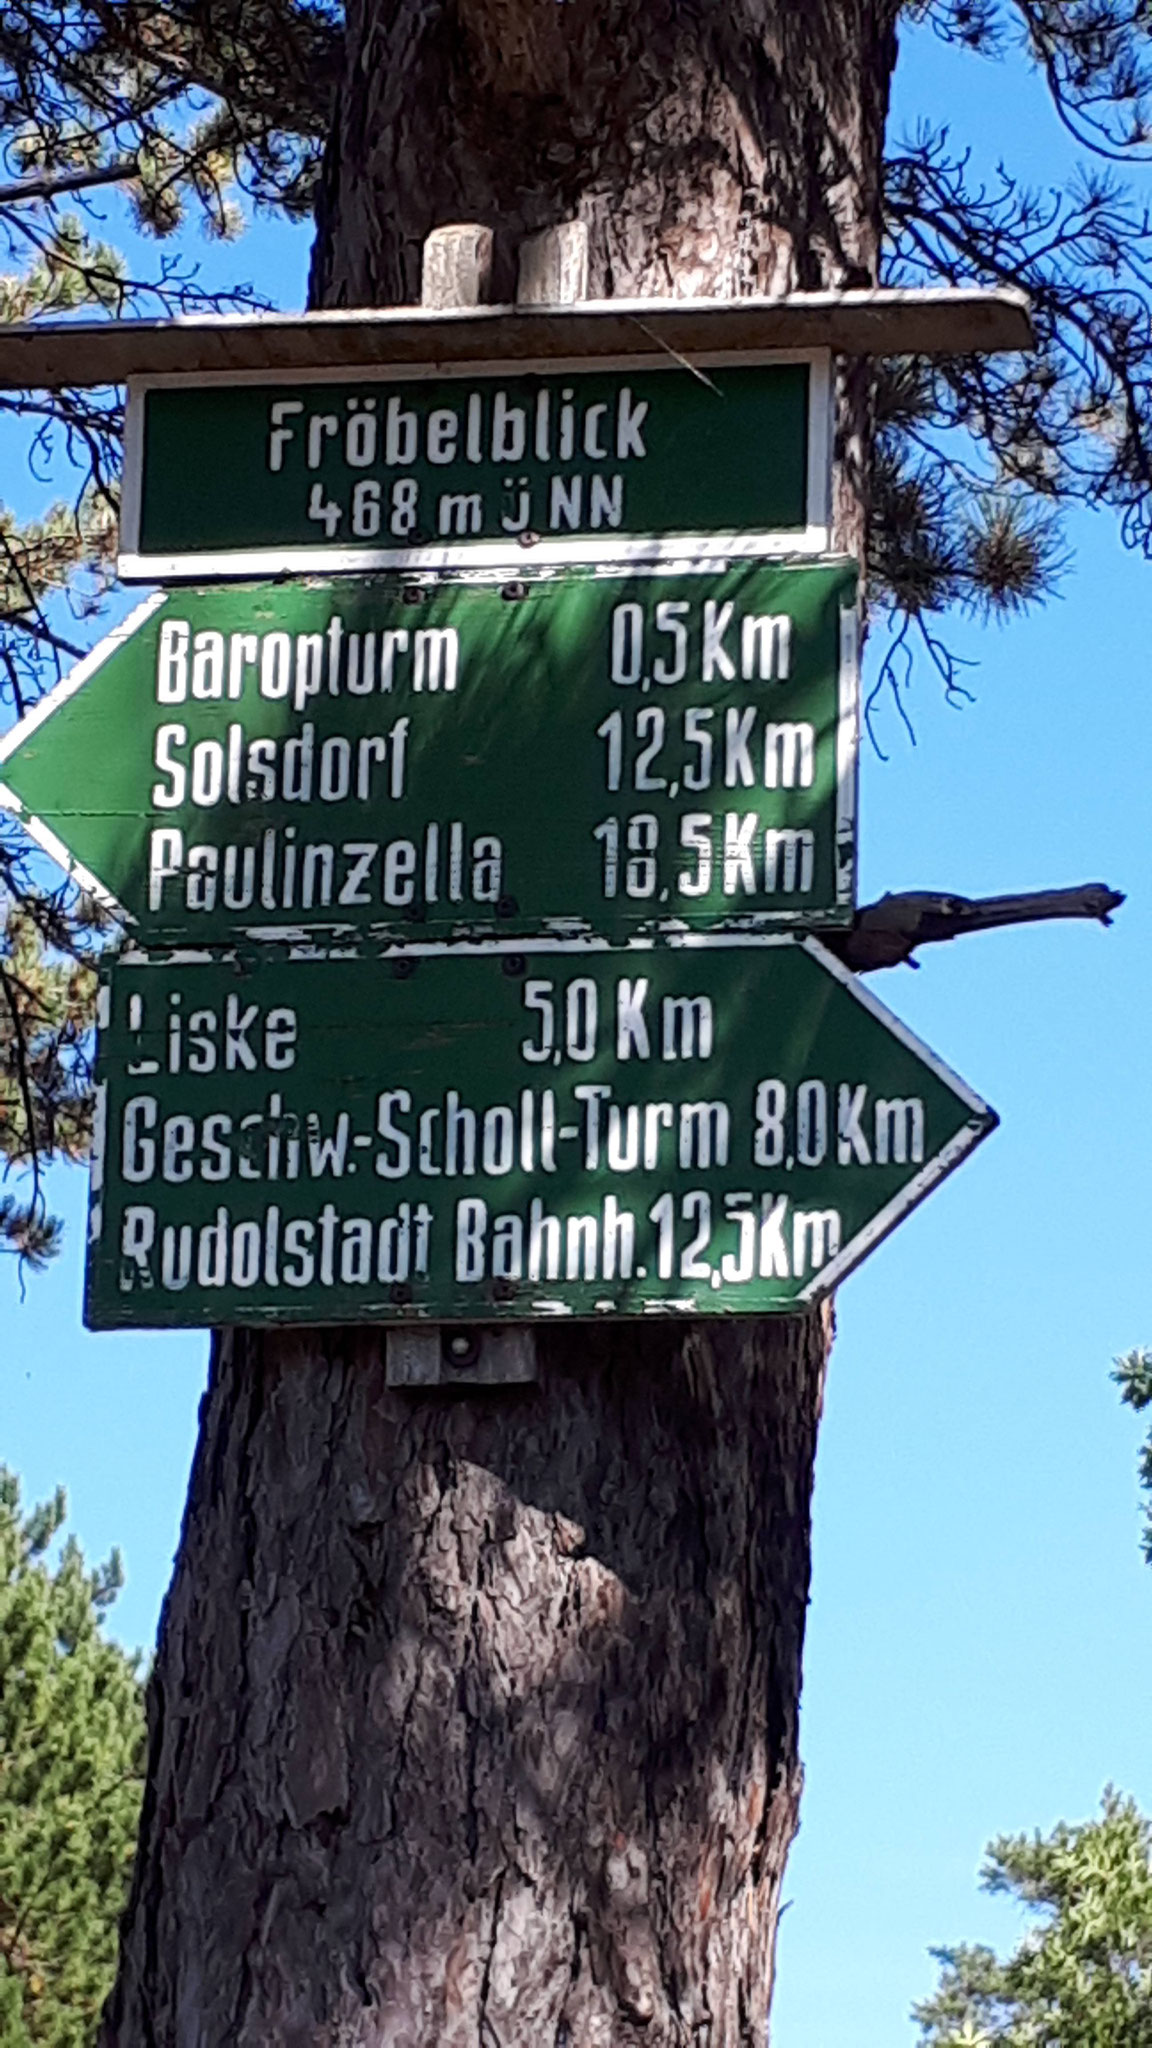 Fröbelblick
468 m ü NN
Baropturm 0,5 Km
Solsdorf 12,5 Km
Paulinzella 18,5 Km
Liske 5,0 Km
Geschw.-Scholl-Turm 8,0 Km
Rudolstadt Bahnh. 12,5 Km